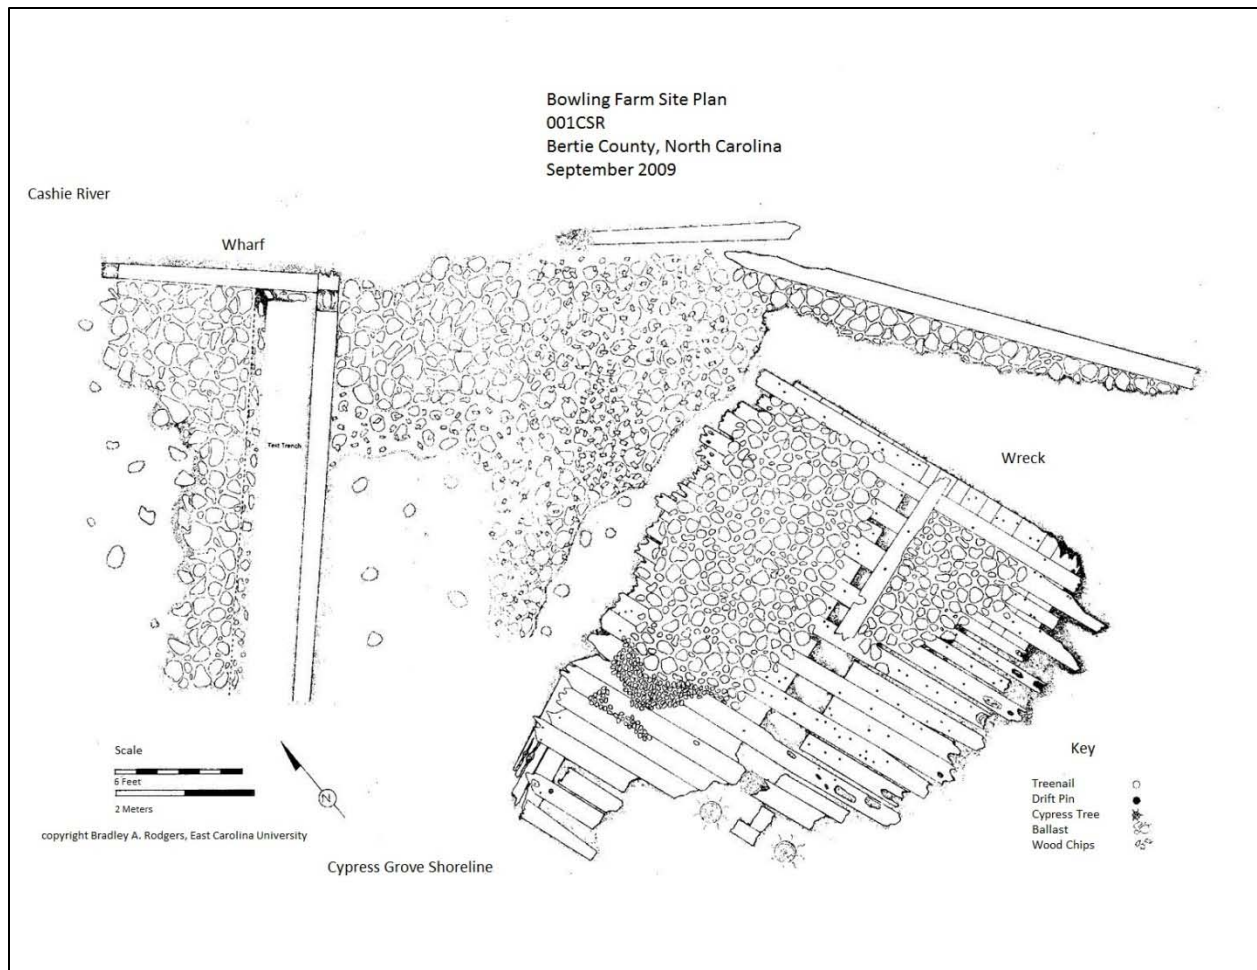 Bowling Farm Site Plan
001CSR
Bertie County, North Carolina
September 2009
Cashie River
Wharf
Test Trench
Wreck
Scale
6 Feet
2 Meters
N
copyright Bradley A. Rodgers, East Carolina University
Cypress Grove Shoreline
Key
Treenail
Drift Pin
Cypress Tree
Ballast
Wood Chips